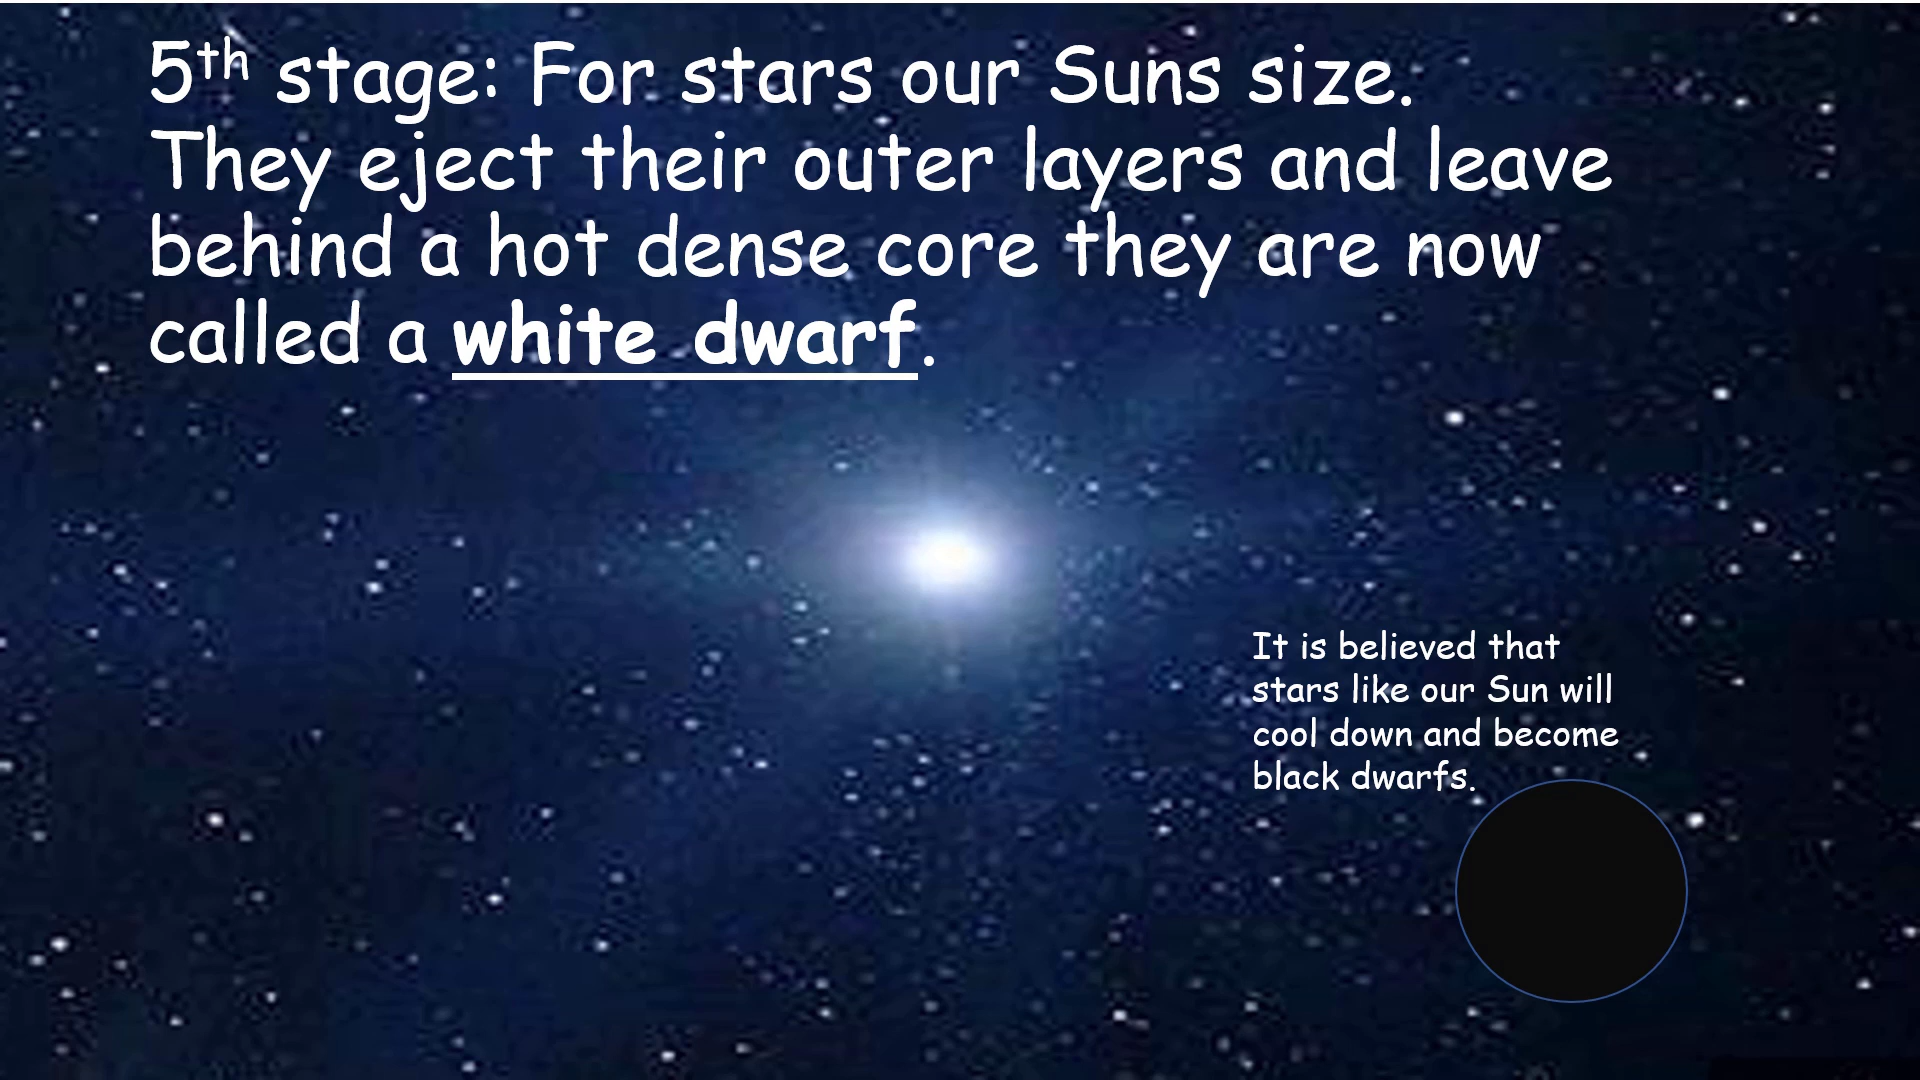 5th stage: For stars our Suns size.
They eject their outer layers and leave
behind a hot dense core they are now
called a white dwarf.
It is believed that
stars like our Sun will
cool down and become
black dwarfs.